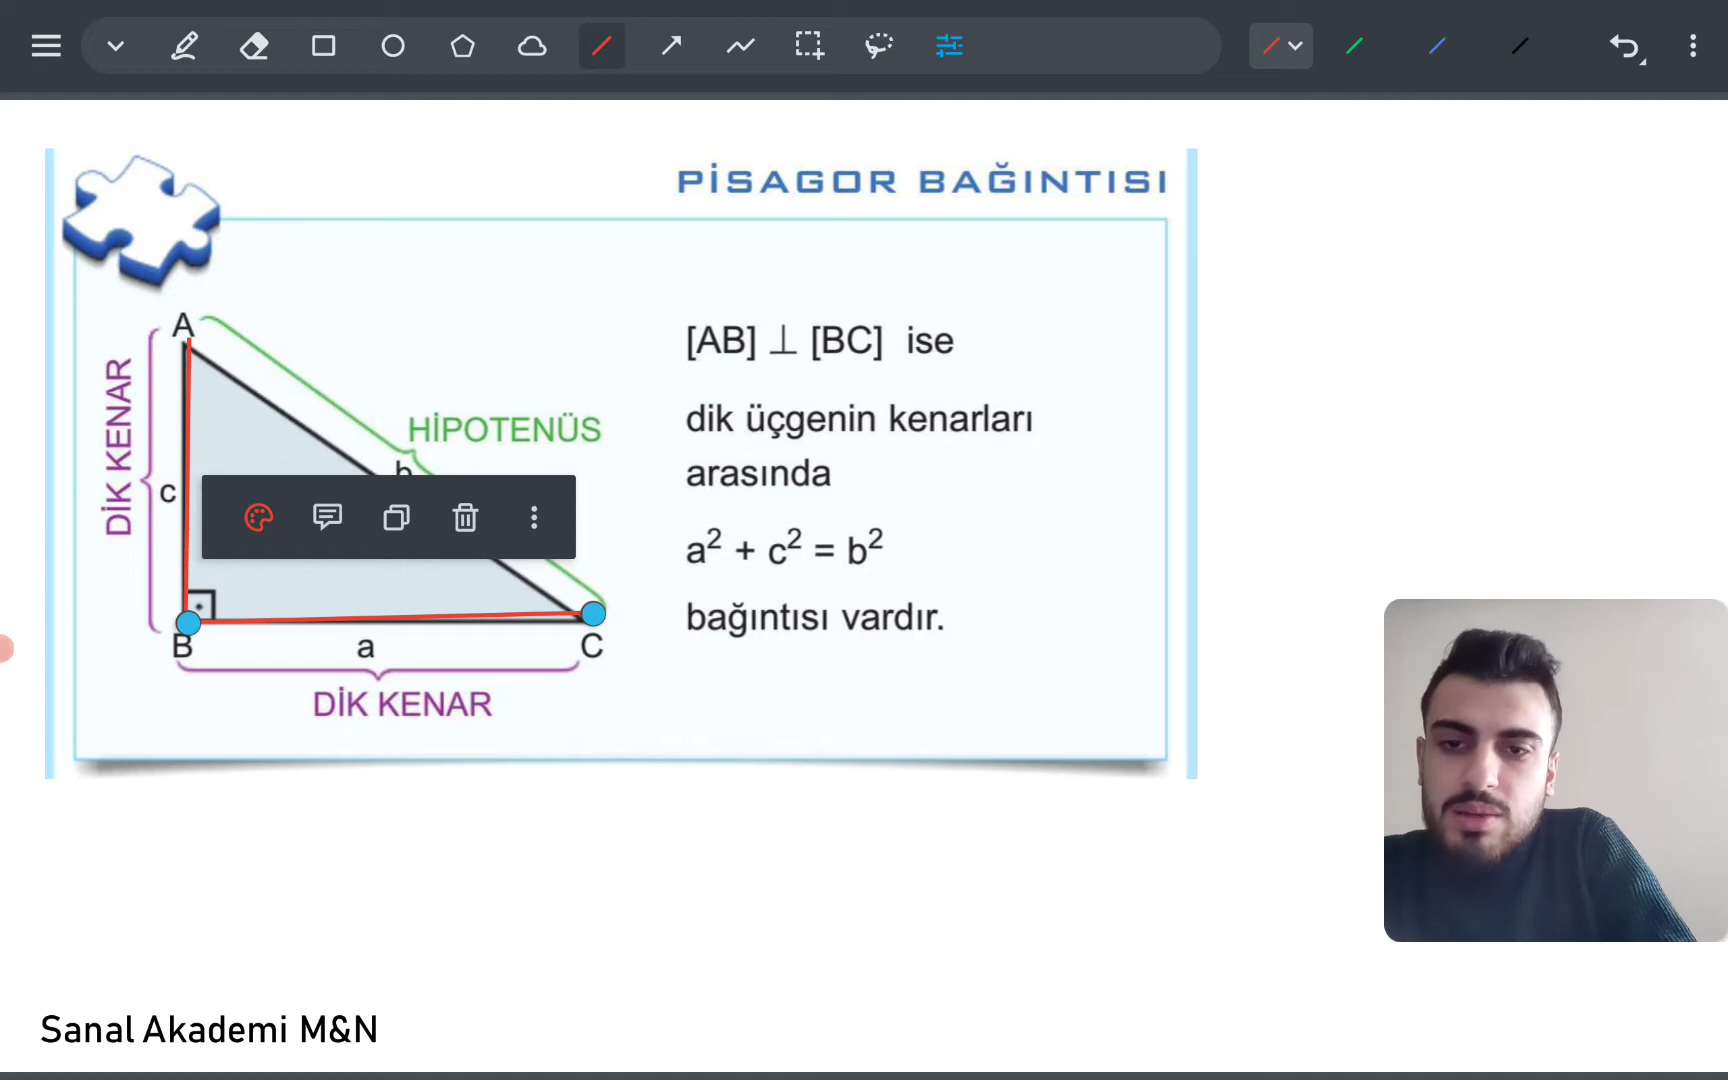 PİSAGOR BAĞINTISI
A
DİK KENAR
c
HİPOTENÜS
b
B
a
C
DİK KENAR
[AB] ⊥ [BC] ise
dik üçgenin kenarları
arasında
a² + c² = b²
bağıntısı vardır.
Sanal Akademi M&N